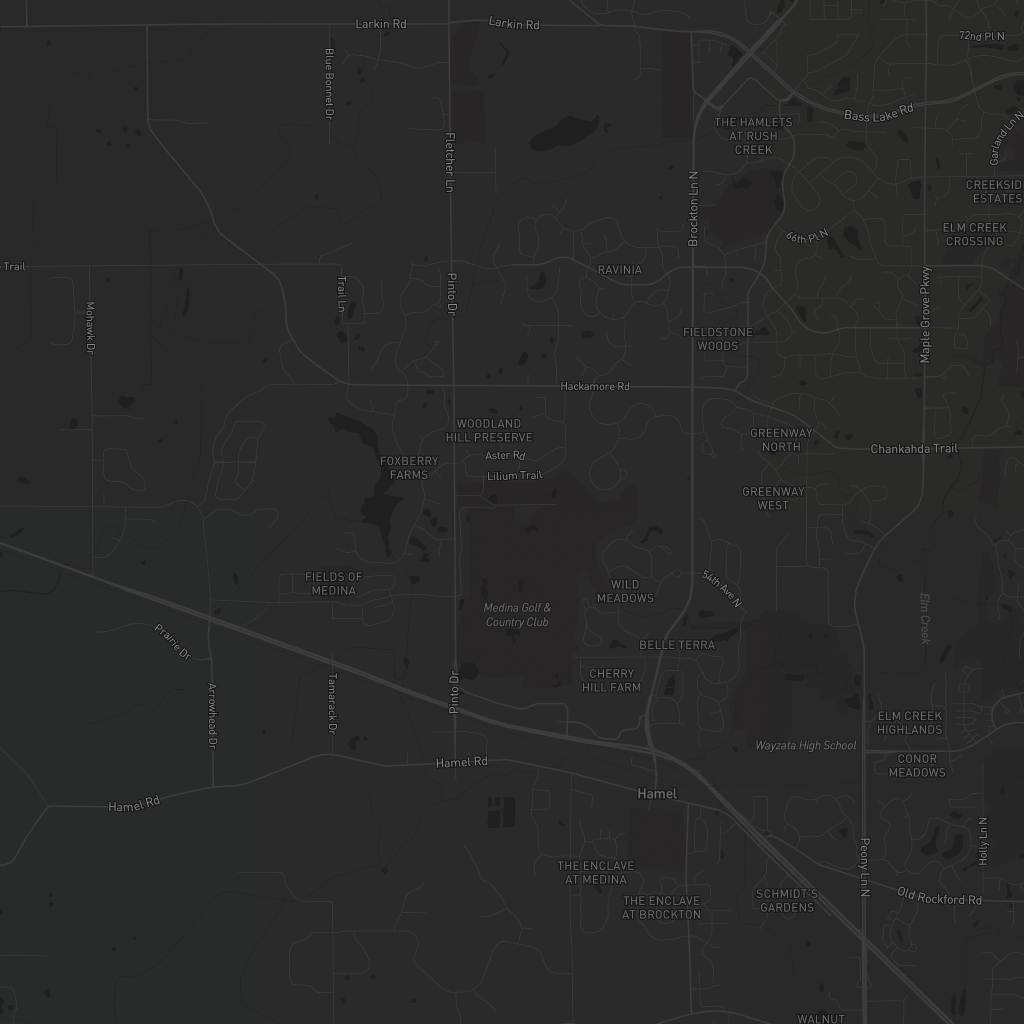 Larkin Rd
Larkin Rd
72nd Pl N
Blue Bonnet Dr
Bass Lake Rd
THE HAMLETS
AT RUSH
CREEK
Garland Ln N
Fletcher Ln
CREEKSID
ESTATES
Brockton Ln N
66th Pl N
ELM CREEK
CROSSING
Trail
RAVINIA
Trail Ln
Pinto Dr
Mohawk Dr
Maple Grove Pkwy
FIELDSTONE
WOODS
Hackamore Rd
WOODLAND
HILL PRESERVE
GREENWAY
NORTH
Chankahda Trail
Aster Rd
FOXBERRY
FARMS
Lilium Trail
GREENWAY
WEST
FIELDS OF
MEDINA
WILD
MEADOWS
54th Ave N
Medina Golf &
Country Club
Elm Creek
Prairie Dr
BELLE TERRA
CHERRY
HILL FARM
Pinto Dr
Tamarack Dr
Arrowhead Dr
ELM CREEK
HIGHLANDS
Wayzata High School
CONOR
MEADOWS
Hamel Rd
Hamel Rd
Hamel
Holly Ln N
Peony Ln N
THE ENCLAVE
AT MEDINA
THE ENCLAVE
AT BROCKTON
SCHMIDT'S
GARDENS
Old Rockford Rd
WALNUT